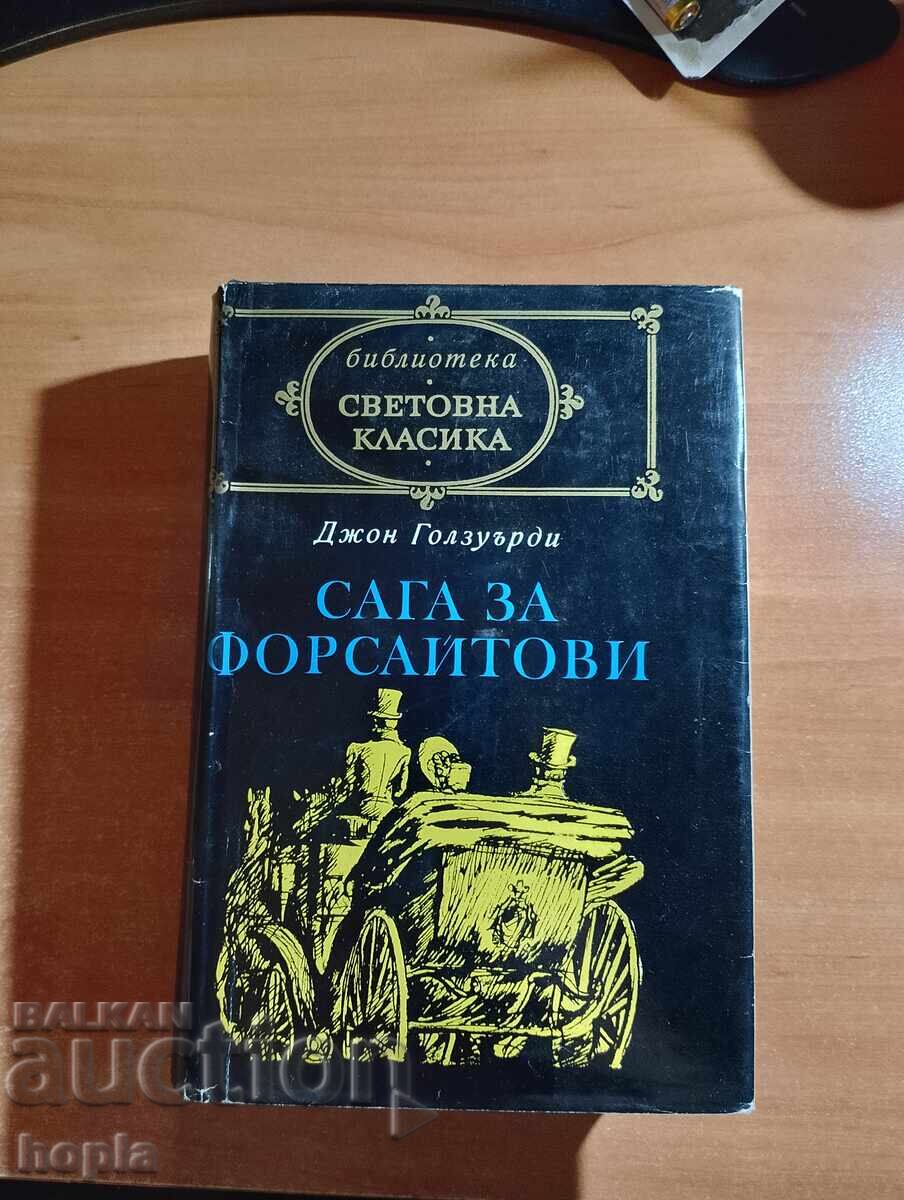 библиотека
СВЕТОВНА
КЛАСИКА
Джон Голзуърди
САГА ЗА
ФОРСАЙТОВИ
BALKAN
auction
hopla